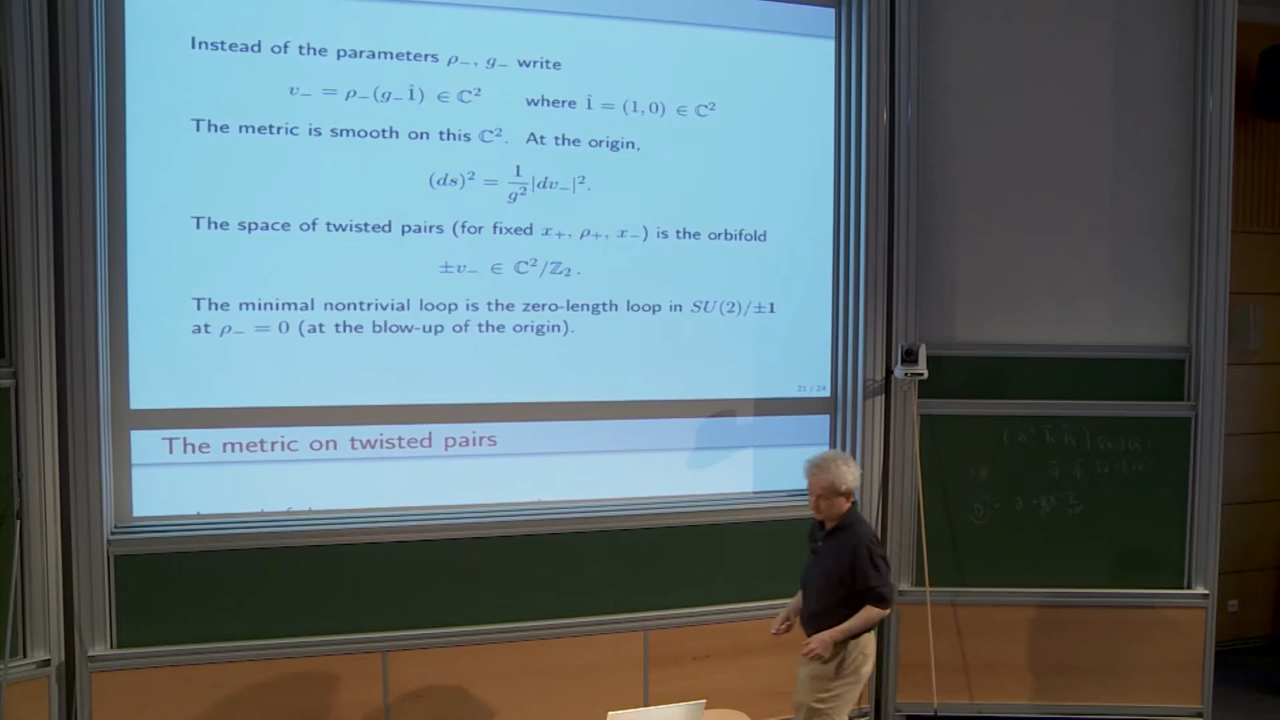 Instead of the parameters ρ₋, g₋ write
v₋ = ρ₋(g₋1̂) ∈ ℂ² where 1̂ = (1, 0) ∈ ℂ²
The metric is smooth on this ℂ². At the origin,
(ds)² = 1/g² |dv₋|².
The space of twisted pairs (for fixed x₊, ρ₊, x₋) is the orbifold
±v₋ ∈ ℂ²/ℤ₂.
The minimal nontrivial loop is the zero-length loop in SU(2)/±1
at ρ₋ = 0 (at the blow-up of the origin).
21 / 24
The metric on twisted pairs